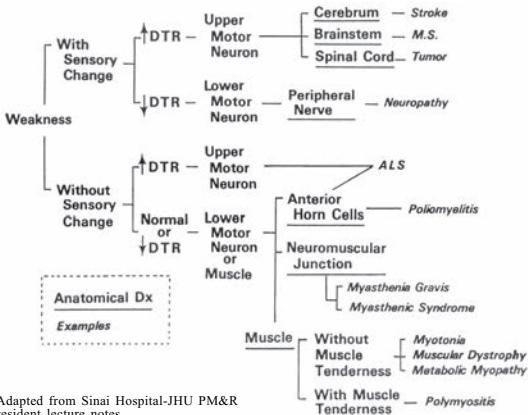 Weakness
With Sensory Change
↑DTR — Upper Motor Neuron
Cerebrum — Stroke
Brainstem — M.S.
Spinal Cord — Tumor
↓DTR — Lower Motor Neuron
Peripheral Nerve — Neuropathy
Without Sensory Change
↑DTR — Upper Motor Neuron
ALS
Normal or ↓DTR — Lower Motor Neuron or Muscle
Anterior Horn Cells — Poliomyelitis
Neuromuscular Junction
Myasthenia Gravis
Myasthenic Syndrome
Muscle
Without Muscle Tenderness
Myotonia
Muscular Dystrophy
Metabolic Myopathy
With Muscle Tenderness — Polymyositis
Anatomical Dx
Examples
Adapted from Sinai Hospital-JHU PM&R
resident lecture notes